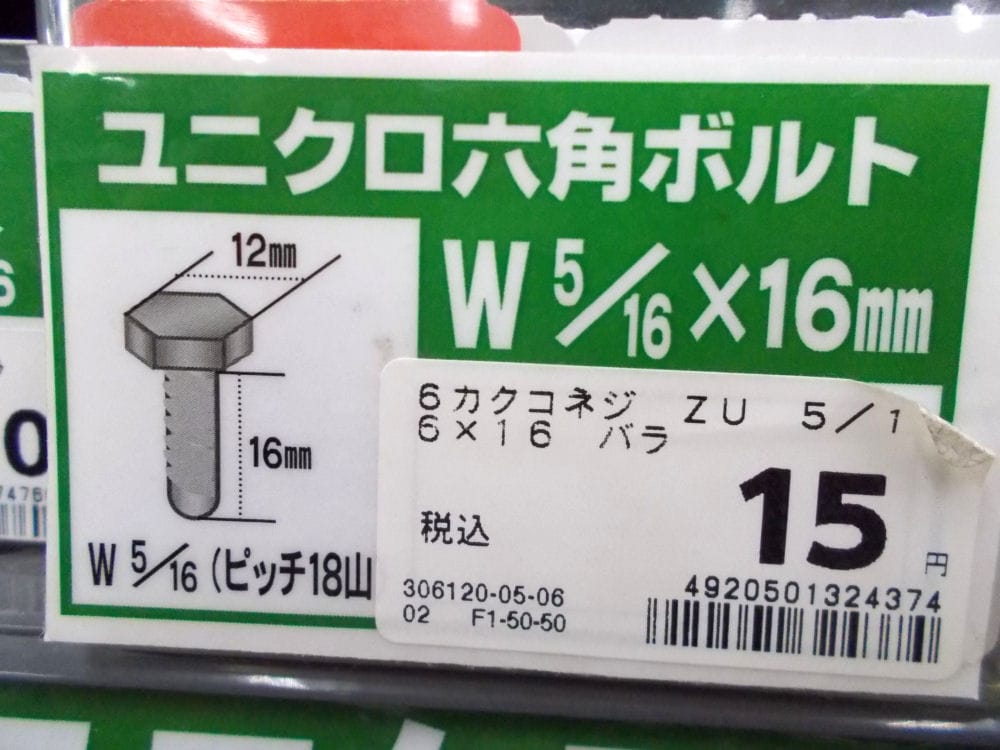 ユニクロ六角ボルト
W 5/16×16mm
12mm
16mm
W 5/16 (ピッチ18山
6カクコネジ ZU 5/1
6×16 バラ
15
税込
円
306120-05-06
4920501324374
02 F1-50-50
6
0